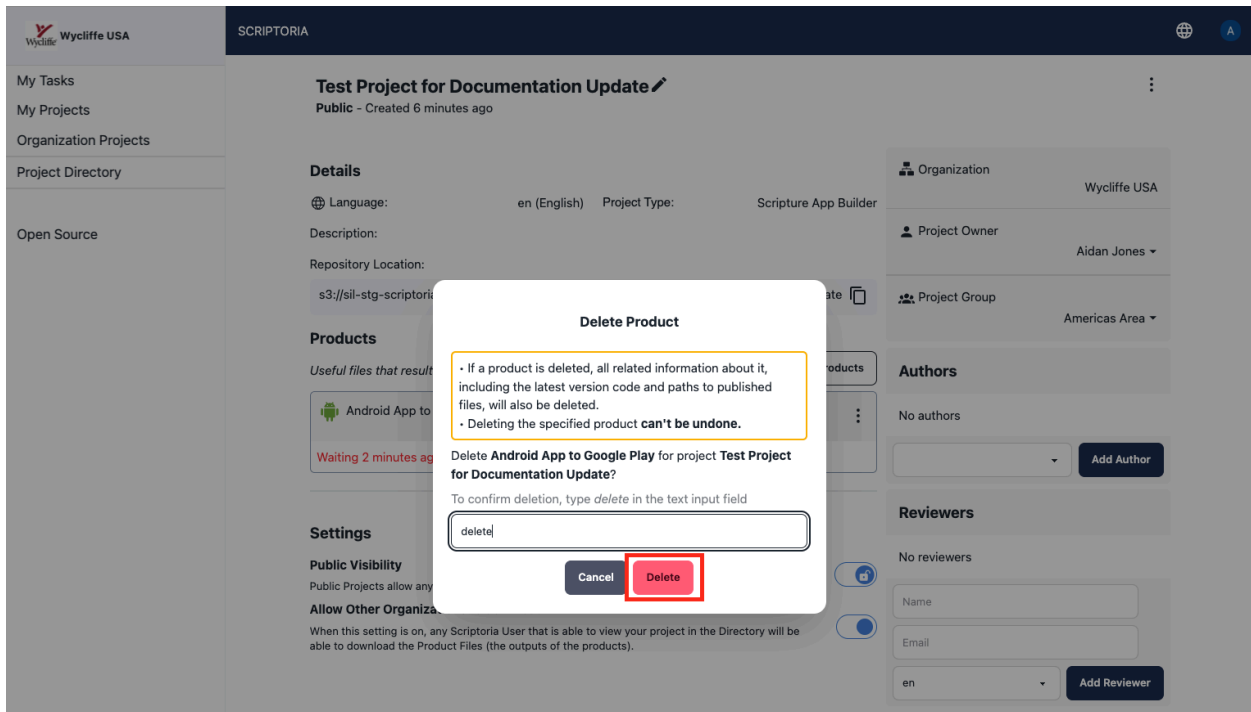 Wycliffe Wycliffe USA
SCRIPTORIA
A
My Tasks
My Projects
Organization Projects
Project Directory
Open Source
Test Project for Documentation Update
Public - Created 6 minutes ago
Details
Language: en (English) Project Type: Scripture App Builder
Description:
Repository Location:
s3://sil-stg-scriptoria
Products
Useful files that result
Android App to
Waiting 2 minutes ag
Settings
Public Visibility
Public Projects allow any
Allow Other Organiza
When this setting is on, any Scriptoria User that is able to view your project in the Directory will be
able to download the Product Files (the outputs of the products).
Delete Product
• If a product is deleted, all related information about it,
including the latest version code and paths to published
files, will also be deleted.
• Deleting the specified product can't be undone.
Delete Android App to Google Play for project Test Project
for Documentation Update?
To confirm deletion, type delete in the text input field
delete
Cancel Delete
ate
oducts
Organization
Wycliffe USA
Project Owner
Aidan Jones
Project Group
Americas Area
Authors
No authors
Add Author
Reviewers
No reviewers
Name
Email
en
Add Reviewer